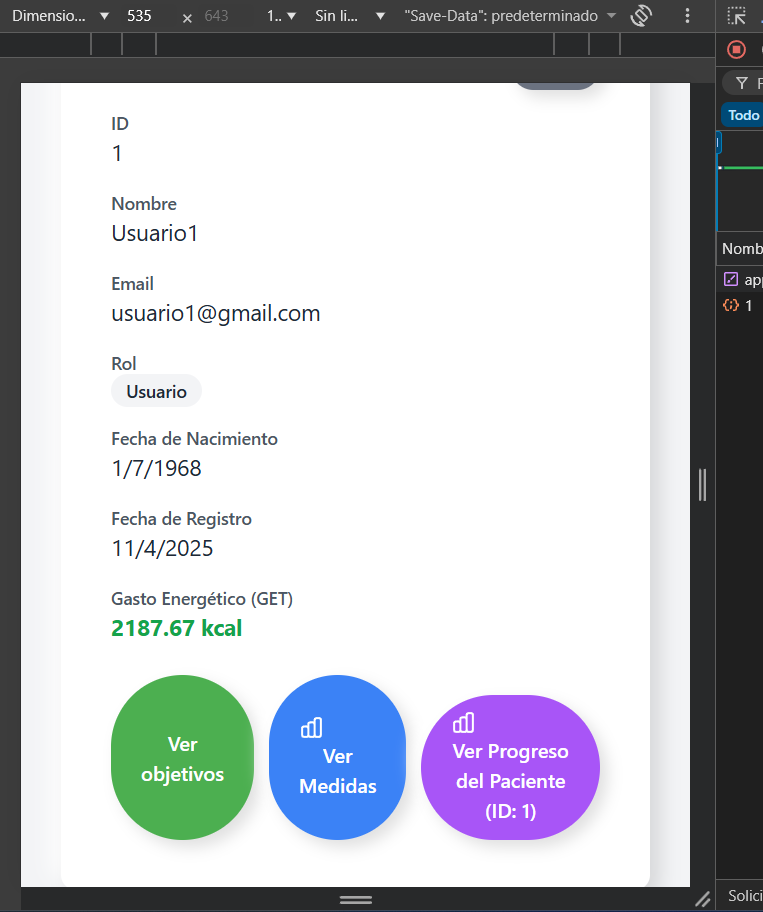 Dimensio... 535 × 643 1.. Sin li... "Save-Data": predeterminado
Todo
ID
1
Nombre
Usuario1
Email
usuario1@gmail.com
Rol
Usuario
Fecha de Nacimiento
1/7/1968
Fecha de Registro
11/4/2025
Gasto Energético (GET)
2187.67 kcal
Ver
objetivos
Ver
Medidas
Ver Progreso
del Paciente
(ID: 1)
F
Nomb
app
1
Solici